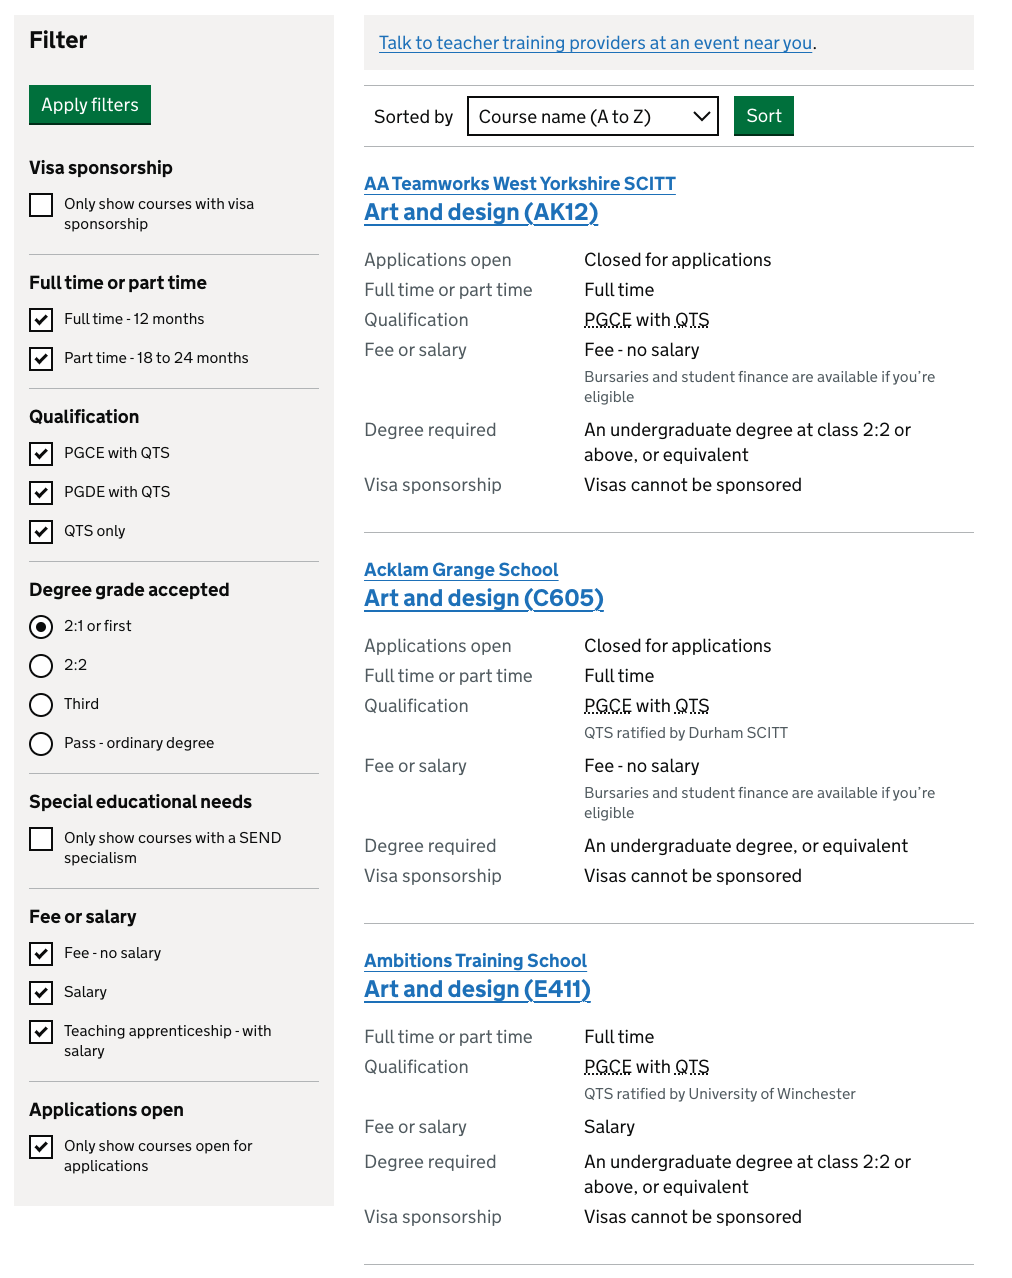 Filter
Apply filters
Visa sponsorship
Only show courses with visa
sponsorship
Full time or part time
Full time - 12 months
Part time - 18 to 24 months
Qualification
PGCE with QTS
PGDE with QTS
QTS only
Degree grade accepted
2:1 or first
2:2
Third
Pass - ordinary degree
Special educational needs
Only show courses with a SEND
specialism
Fee or salary
Fee - no salary
Salary
Teaching apprenticeship - with
salary
Applications open
Only show courses open for
applications
Talk to teacher training providers at an event near you.
Sorted by Course name (A to Z) Sort
AA Teamworks West Yorkshire SCITT
Art and design (AK12)
Applications open Closed for applications
Full time or part time Full time
Qualification PGCE with QTS
Fee or salary Fee - no salary
Bursaries and student finance are available if you’re
eligible
Degree required An undergraduate degree at class 2:2 or
above, or equivalent
Visa sponsorship Visas cannot be sponsored
Acklam Grange School
Art and design (C605)
Applications open Closed for applications
Full time or part time Full time
Qualification PGCE with QTS
QTS ratified by Durham SCITT
Fee or salary Fee - no salary
Bursaries and student finance are available if you’re
eligible
Degree required An undergraduate degree, or equivalent
Visa sponsorship Visas cannot be sponsored
Ambitions Training School
Art and design (E411)
Full time or part time Full time
Qualification PGCE with QTS
QTS ratified by University of Winchester
Fee or salary Salary
Degree required An undergraduate degree at class 2:2 or
above, or equivalent
Visa sponsorship Visas cannot be sponsored